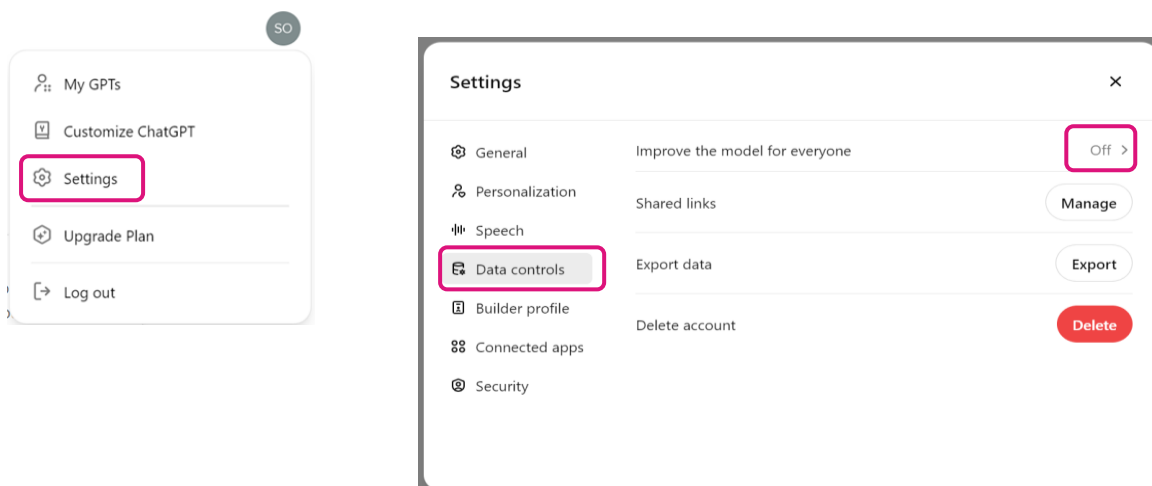 SO
My GPTs
Customize ChatGPT
Settings
Upgrade Plan
Log out
Settings
General
Personalization
Speech
Data controls
Builder profile
Connected apps
Security
Improve the model for everyone
Off
Shared links
Manage
Export data
Export
Delete account
Delete